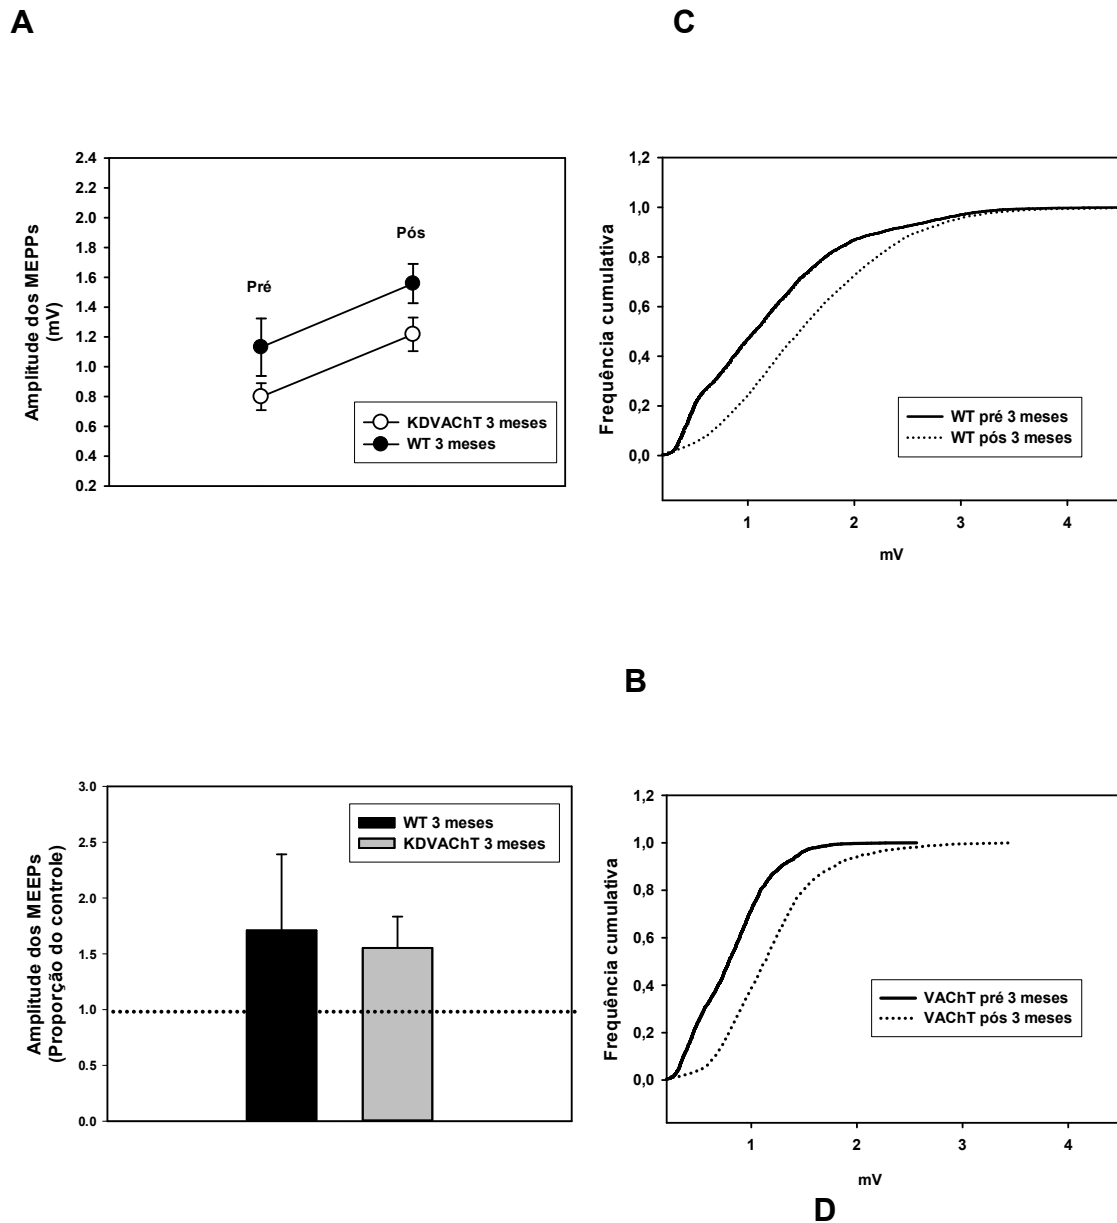 A
C
Amplitude dos MEPPs
(mV)
2.4
2.2
2.0
1.8
1.6
1.4
1.2
1.0
0.8
0.6
0.4
0.2
Pré
Pós
KDVAChT 3 meses
WT 3 meses
Frequência cumulativa
1,2
1,0
0,8
0,6
0,4
0,2
0,0
WT pré 3 meses
WT pós 3 meses
1 2 3 4
mV
B
Amplitude dos MEEPs
(Proporção do controle)
3.0
2.5
2.0
1.5
1.0
0.5
0.0
WT 3 meses
KDVAChT 3 meses
Frequência cumulativa
1,2
1,0
0,8
0,6
0,4
0,2
0,0
VAChT pré 3 meses
VAChT pós 3 meses
1 2 3 4
mV
D